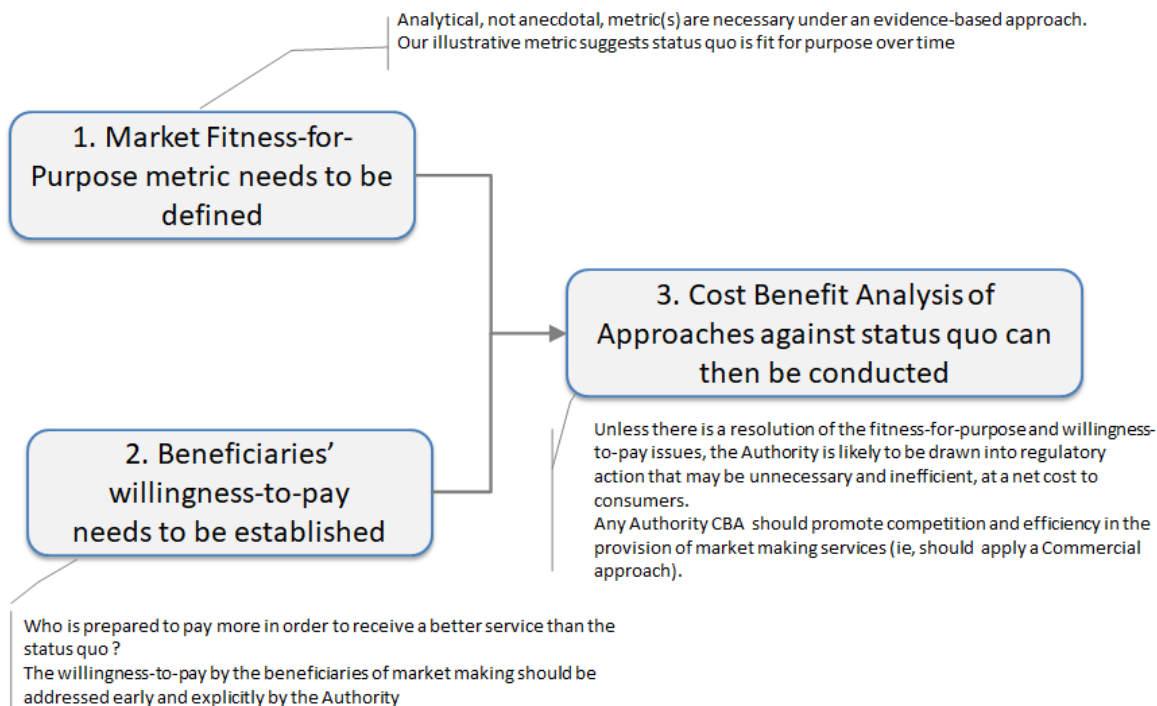 Analytical, not anecdotal, metric(s) are necessary under an evidence-based approach.
Our illustrative metric suggests status quo is fit for purpose over time
1. Market Fitness-for-
Purpose metric needs to be
defined
3. Cost Benefit Analysis of
Approaches against status quo can
then be conducted
2. Beneficiaries’
willingness-to-pay
needs to be established
Unless there is a resolution of the fitness-for-purpose and willingness-
to-pay issues, the Authority is likely to be drawn into regulatory
action that may be unnecessary and inefficient, at a net cost to
consumers.
Any Authority CBA should promote competition and efficiency in the
provision of market making services (ie, should apply a Commercial
approach).
Who is prepared to pay more in order to receive a better service than the
status quo ?
The willingness-to-pay by the beneficiaries of market making should be
addressed early and explicitly by the Authority